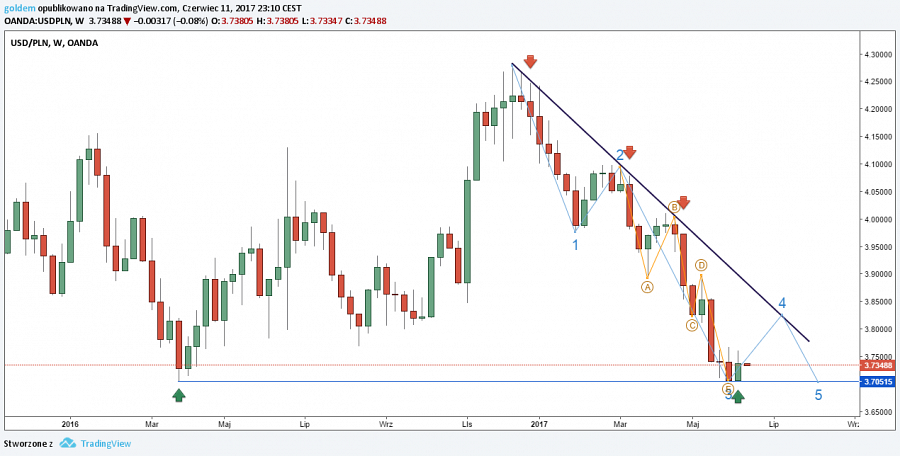 goldem opublikowano na TradingView.com, Czerwiec 11, 2017 23:10 CEST
OANDA:USDPLN, W 3.73488 ▼ −0.00317 (−0.08%) O: 3.73805 H: 3.73805 L: 3.73347 C: 3.73488
USD/PLN, W, OANDA
4.30000
4.25000
4.20000
4.15000
2
4.10000
4.05000
B
4.00000
1
3.95000
D
3.90000
A
3.85000
C
4
3.80000
3.75000
3.73488
3.70515
E
3
5
3.65000
2016 Mar Maj Lip Wrz Lis 2017 Mar Maj Lip Wrz
Stworzone z TradingView